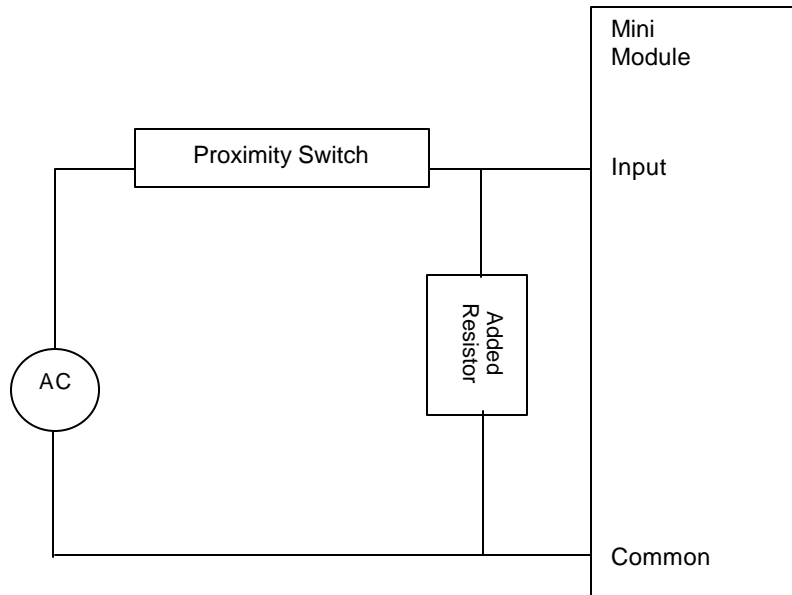 Mini
Module
Proximity Switch
Input
Added
Resistor
AC
Common